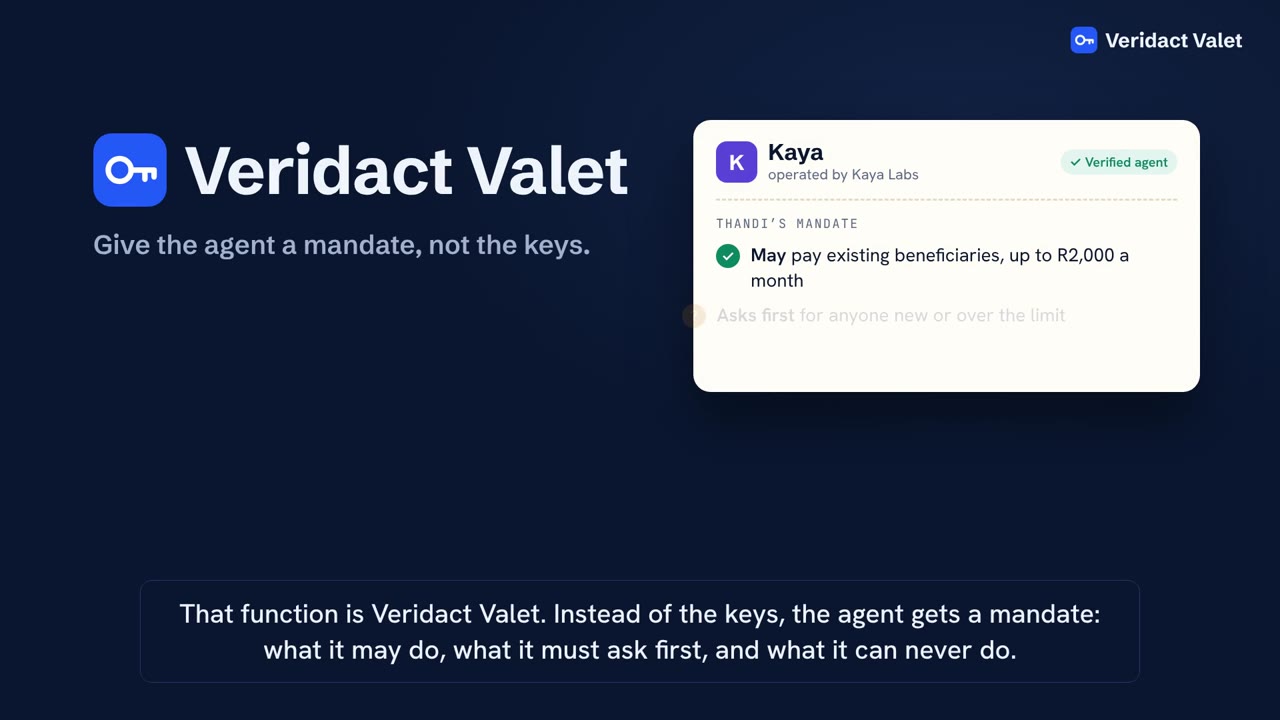 Veridact Valet
Veridact Valet
Give the agent a mandate, not the keys.
K
Kaya
operated by Kaya Labs
Verified agent
THANDI'S MANDATE
May pay existing beneficiaries, up to R2,000 a
month
? Asks first for anyone new or over the limit
That function is Veridact Valet. Instead of the keys, the agent gets a mandate:
what it may do, what it must ask first, and what it can never do.